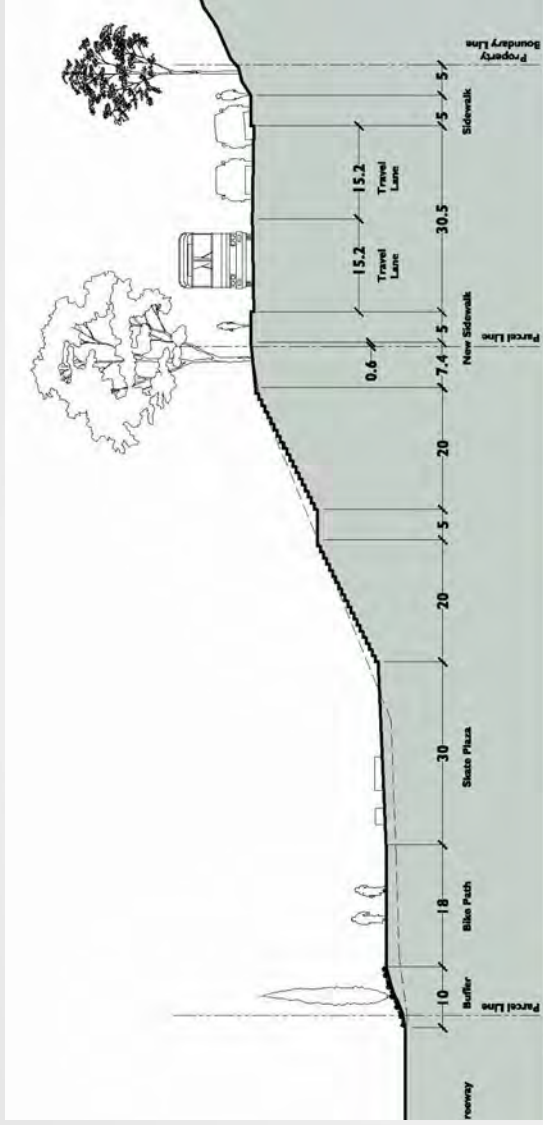 Property
Boundary Line
5
Sidewalk
5
15.2
Travel
Lane
30.5
15.2
Travel
Lane
New Sidewalk
5
Parcel Line
0.6
7.4
20
5
20
30
Skate Plaza
18
Bike Path
10
Buffer
Parcel Line
reeway